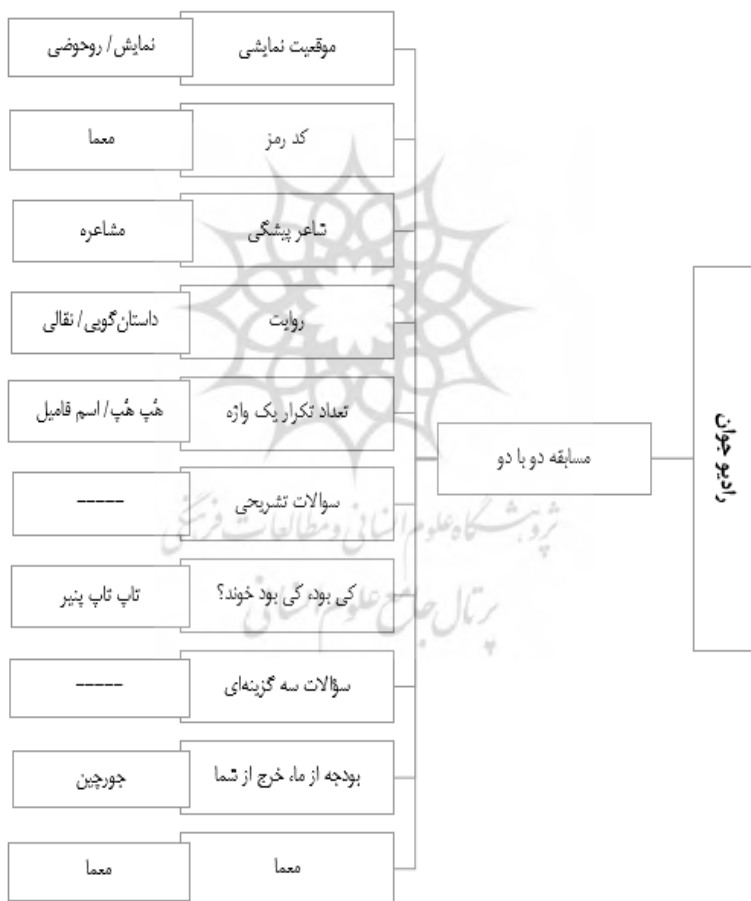 رادیو جوان
مسابقه دو با دو
موقعیت نمایشی
نمایش/ روحوضی
کد رمز
معما
شاعر پیشگی
مشاعره
روایت
داستان‌گویی/ نقالی
تعداد تکرار یک واژه
هُپ هُپ/ اسم فامیل
سوالات تشریحی
-----
کی بود، کی بود خوند؟
تاپ تاپ پنیر
سؤالات سه گزینه‌ای
-----
بودجه از ما، خرج از شما
جورچین
معما
معما
پژوهشگاه علوم انسانی و مطالعات فرهنگی
پرتال جامع علوم انسانی